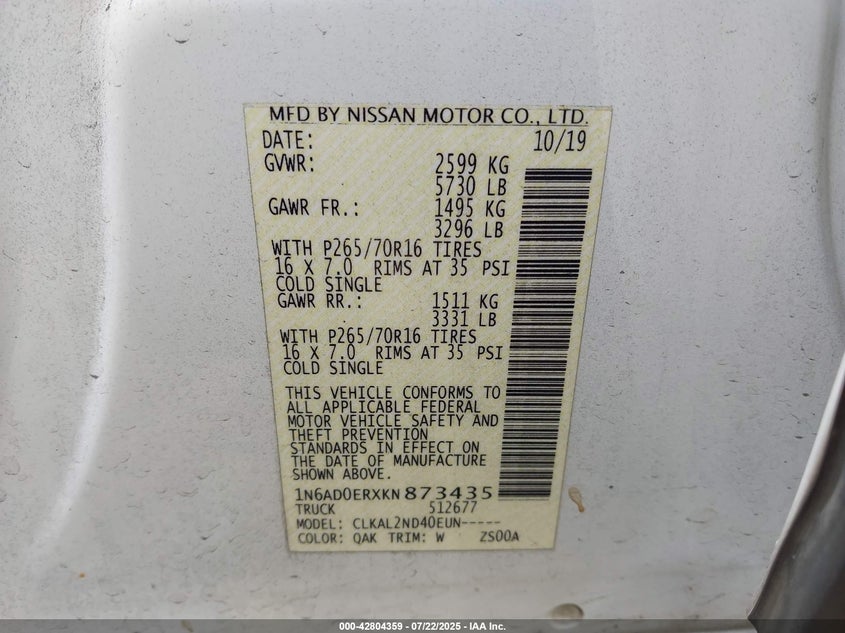 MFD BY NISSAN MOTOR CO., LTD.
DATE: 10/19
GVWR: 2599 KG
5730 LB
GAWR FR.: 1495 KG
3296 LB
WITH P265/70R16 TIRES
16 X 7.0 RIMS AT 35 PSI
COLD SINGLE
GAWR RR.: 1511 KG
3331 LB
WITH P265/70R16 TIRES
16 X 7.0 RIMS AT 35 PSI
COLD SINGLE
THIS VEHICLE CONFORMS TO
ALL APPLICABLE FEDERAL
MOTOR VEHICLE SAFETY AND
THEFT PREVENTION
STANDARDS IN EFFECT ON
THE DATE OF MANUFACTURE
SHOWN ABOVE.
1N6AD0ERXKN873435
TRUCK 512677
MODEL: CLKAL2ND40EUN-----
COLOR: QAK TRIM: W ZS00A
000-42804359 - 07/22/2025 - IAA Inc.